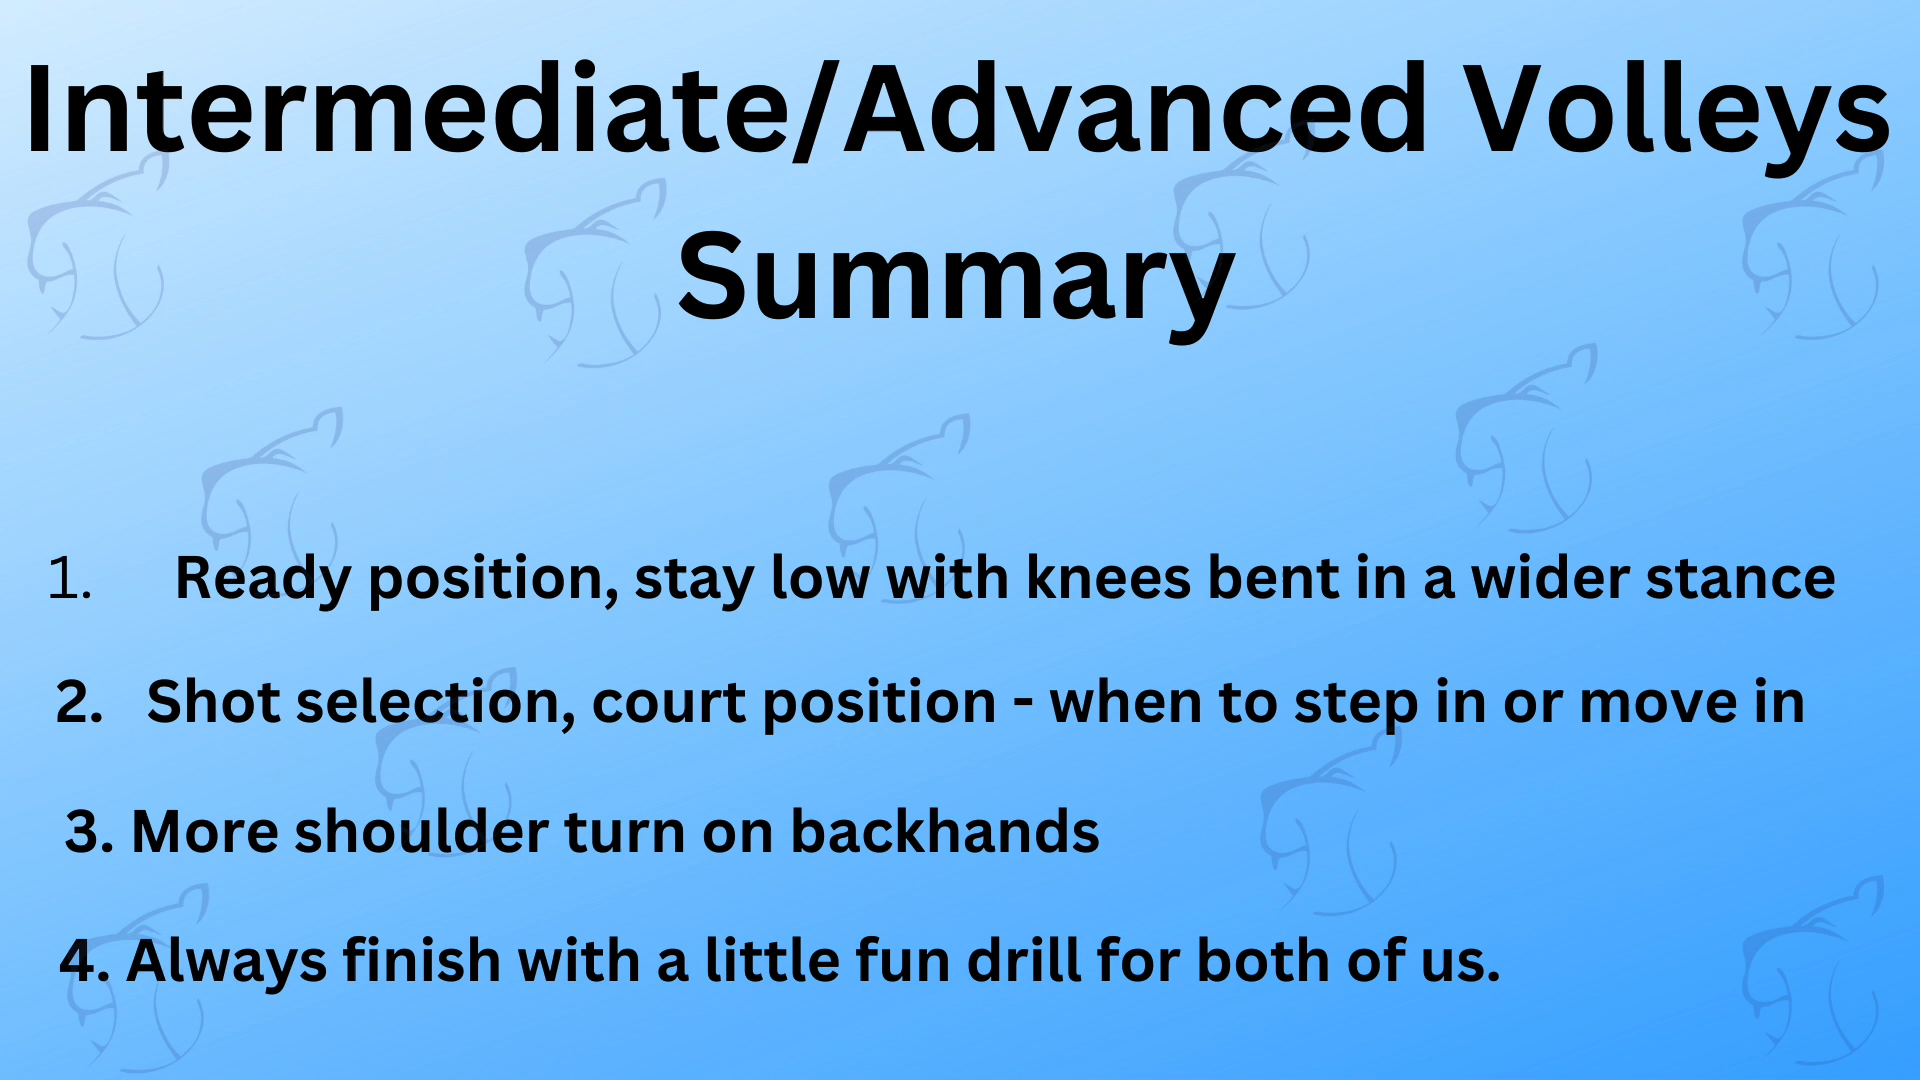 Intermediate/Advanced Volleys
Summary
1. Ready position, stay low with knees bent in a wider stance
2. Shot selection, court position - when to step in or move in
3. More shoulder turn on backhands
4. Always finish with a little fun drill for both of us.